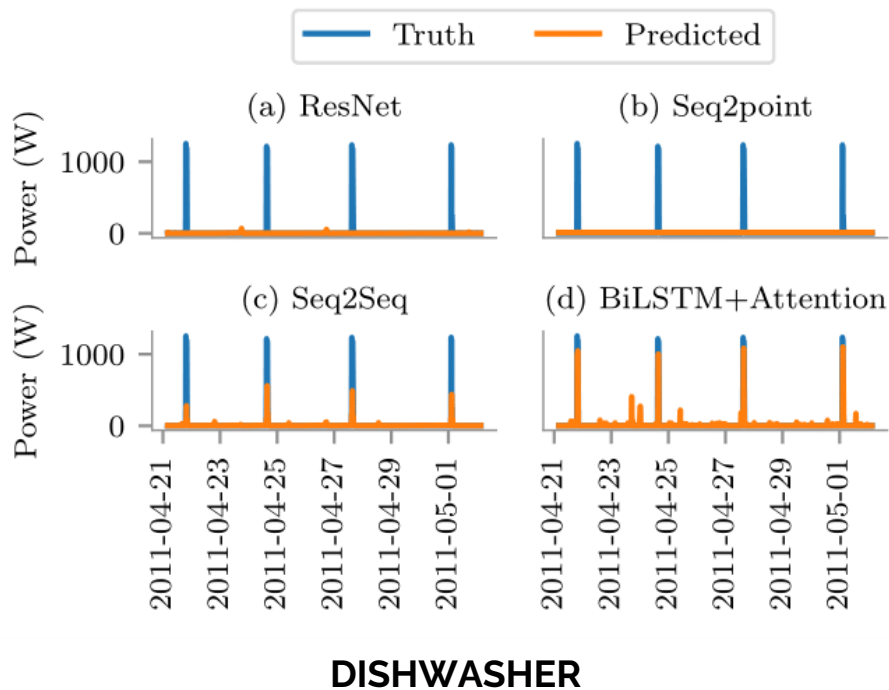 Truth Predicted
(a) ResNet (b) Seq2point
Power (W)
1000
0
(c) Seq2Seq (d) BiLSTM+Attention
Power (W)
1000
0
2011-04-21
2011-04-23
2011-04-25
2011-04-27
2011-04-29
2011-05-01
2011-04-21
2011-04-23
2011-04-25
2011-04-27
2011-04-29
2011-05-01
DISHWASHER